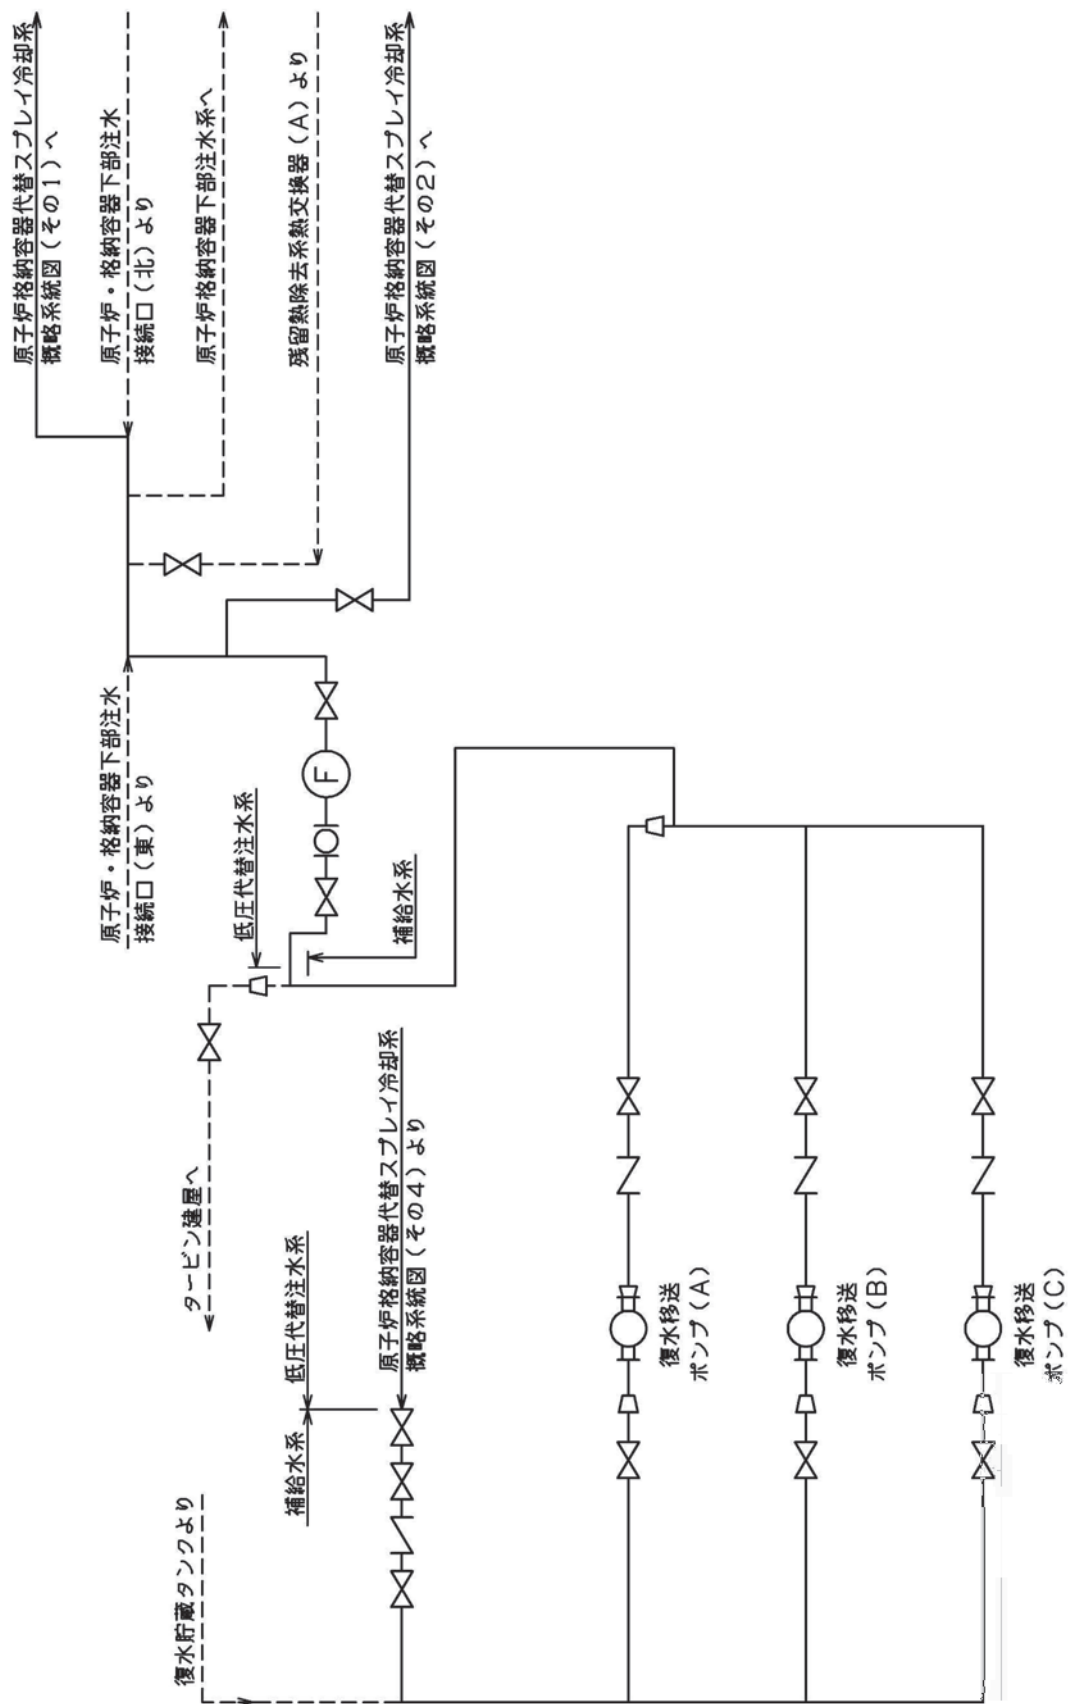 原子炉格納容器代替スプレイ冷却系
概略系統図(その1)へ
原子炉・格納容器下部注水
接続口(北)より
原子炉格納容器下部注水系へ
残留熱除去系熱交換器(A)より
原子炉格納容器代替スプレイ冷却系
概略系統図(その2)へ
原子炉・格納容器下部注水
接続口(東)より
低圧代替注水系
F
補給水系
タービン建屋へ
低圧代替注水系
補給水系
原子炉格納容器代替スプレイ冷却系
概略系統図(その4)より
復水貯蔵タンクより
復水移送
ポンプ(A)
復水移送
ポンプ(B)
復水移送
ポンプ(C)